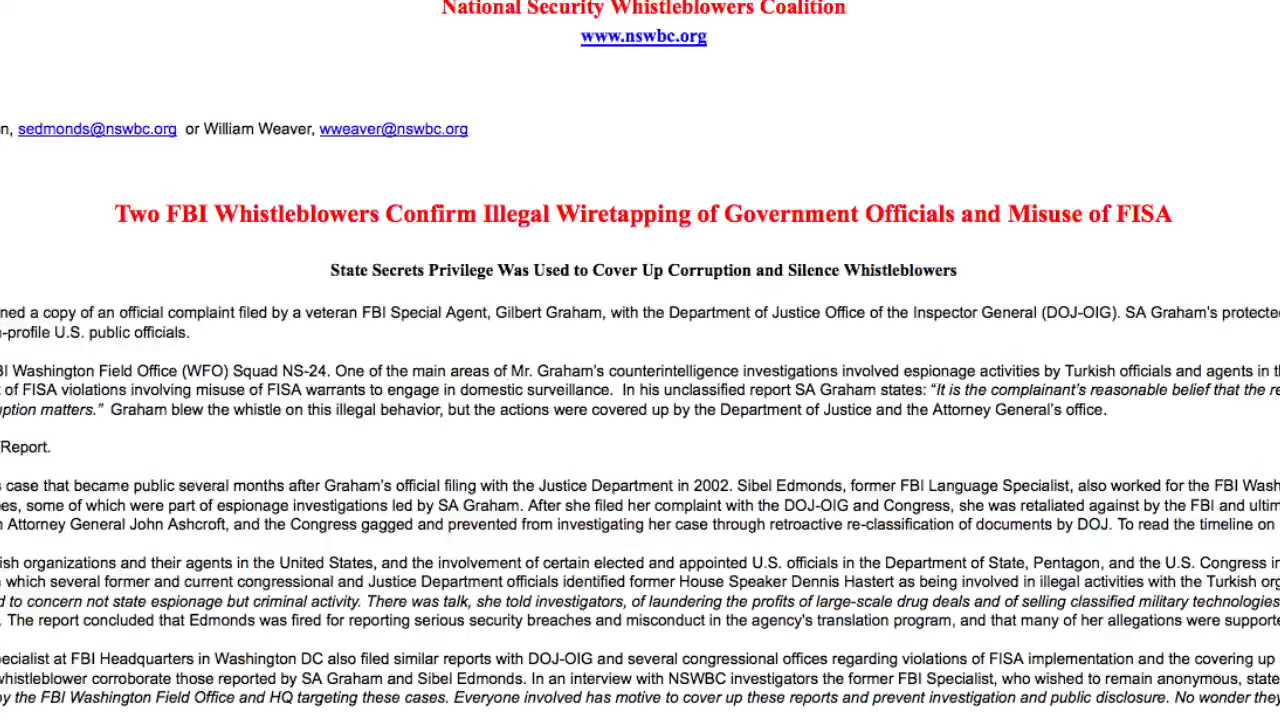 National Security Whistleblowers Coalition
www.nswbc.org
n, sedmonds@nswbc.org or William Weaver, wweaver@nswbc.org
Two FBI Whistleblowers Confirm Illegal Wiretapping of Government Officials and Misuse of FISA
State Secrets Privilege Was Used to Cover Up Corruption and Silence Whistleblowers
ned a copy of an official complaint filed by a veteran FBI Special Agent, Gilbert Graham, with the Department of Justice Office of the Inspector General (DOJ-OIG). SA Graham's protecte
-profile U.S. public officials.
BI Washington Field Office (WFO) Squad NS-24. One of the main areas of Mr. Graham's counterintelligence investigations involved espionage activities by Turkish officials and agents in t
t of FISA violations involving misuse of FISA warrants to engage in domestic surveillance. In his unclassified report SA Graham states: “It is the complainant's reasonable belief that the re
ption matters.” Graham blew the whistle on this illegal behavior, but the actions were covered up by the Department of Justice and the Attorney General's office.
Report.
s case that became public several months after Graham's official filing with the Justice Department in 2002. Sibel Edmonds, former FBI Language Specialist, also worked for the FBI Wash
es, some of which were part of espionage investigations led by SA Graham. After she filed her complaint with the DOJ-OIG and Congress, she was retaliated against by the FBI and ultim
n Attorney General John Ashcroft, and the Congress gagged and prevented from investigating her case through retroactive re-classification of documents by DOJ. To read the timeline on
ish organizations and their agents in the United States, and the involvement of certain elected and appointed U.S. officials in the Department of State, Pentagon, and the U.S. Congress in
which several former and current congressional and Justice Department officials identified former House Speaker Dennis Hastert as being involved in illegal activities with the Turkish org
d to concern not state espionage but criminal activity. There was talk, she told investigators, of laundering the profits of large-scale drug deals and of selling classified military technologies
. The report concluded that Edmonds was fired for reporting serious security breaches and misconduct in the agency's translation program, and that many of her allegations were supporte
pecialist at FBI Headquarters in Washington DC also filed similar reports with DOJ-OIG and several congressional offices regarding violations of FISA implementation and the covering up
whistleblower corroborate those reported by SA Graham and Sibel Edmonds. In an interview with NSWBC investigators the former FBI Specialist, who wished to remain anonymous, state
by the FBI Washington Field Office and HQ targeting these cases. Everyone involved has motive to cover up these reports and prevent investigation and public disclosure. No wonder they